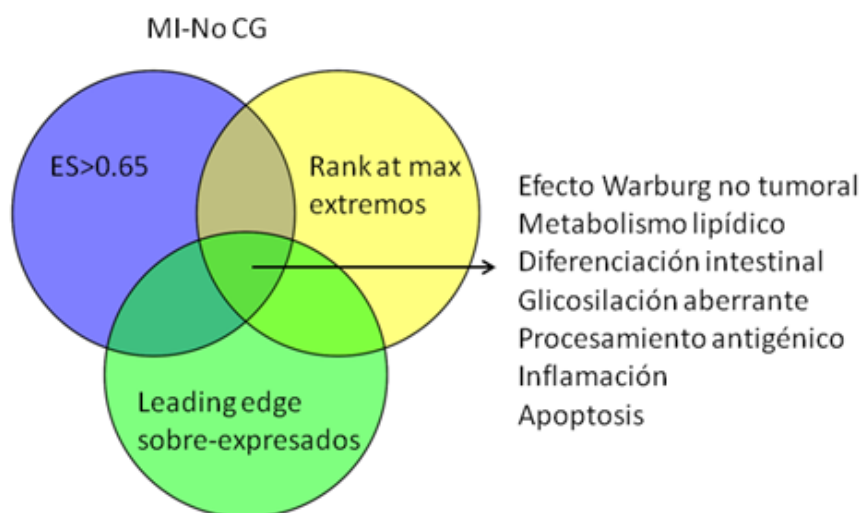 MI-No CG
ES>0.65
Rank at max
extremos
Leading edge
sobre-expresados
Efecto Warburg no tumoral
Metabolismo lipídico
Diferenciación intestinal
Glicosilación aberrante
Procesamiento antigénico
Inflamación
Apoptosis